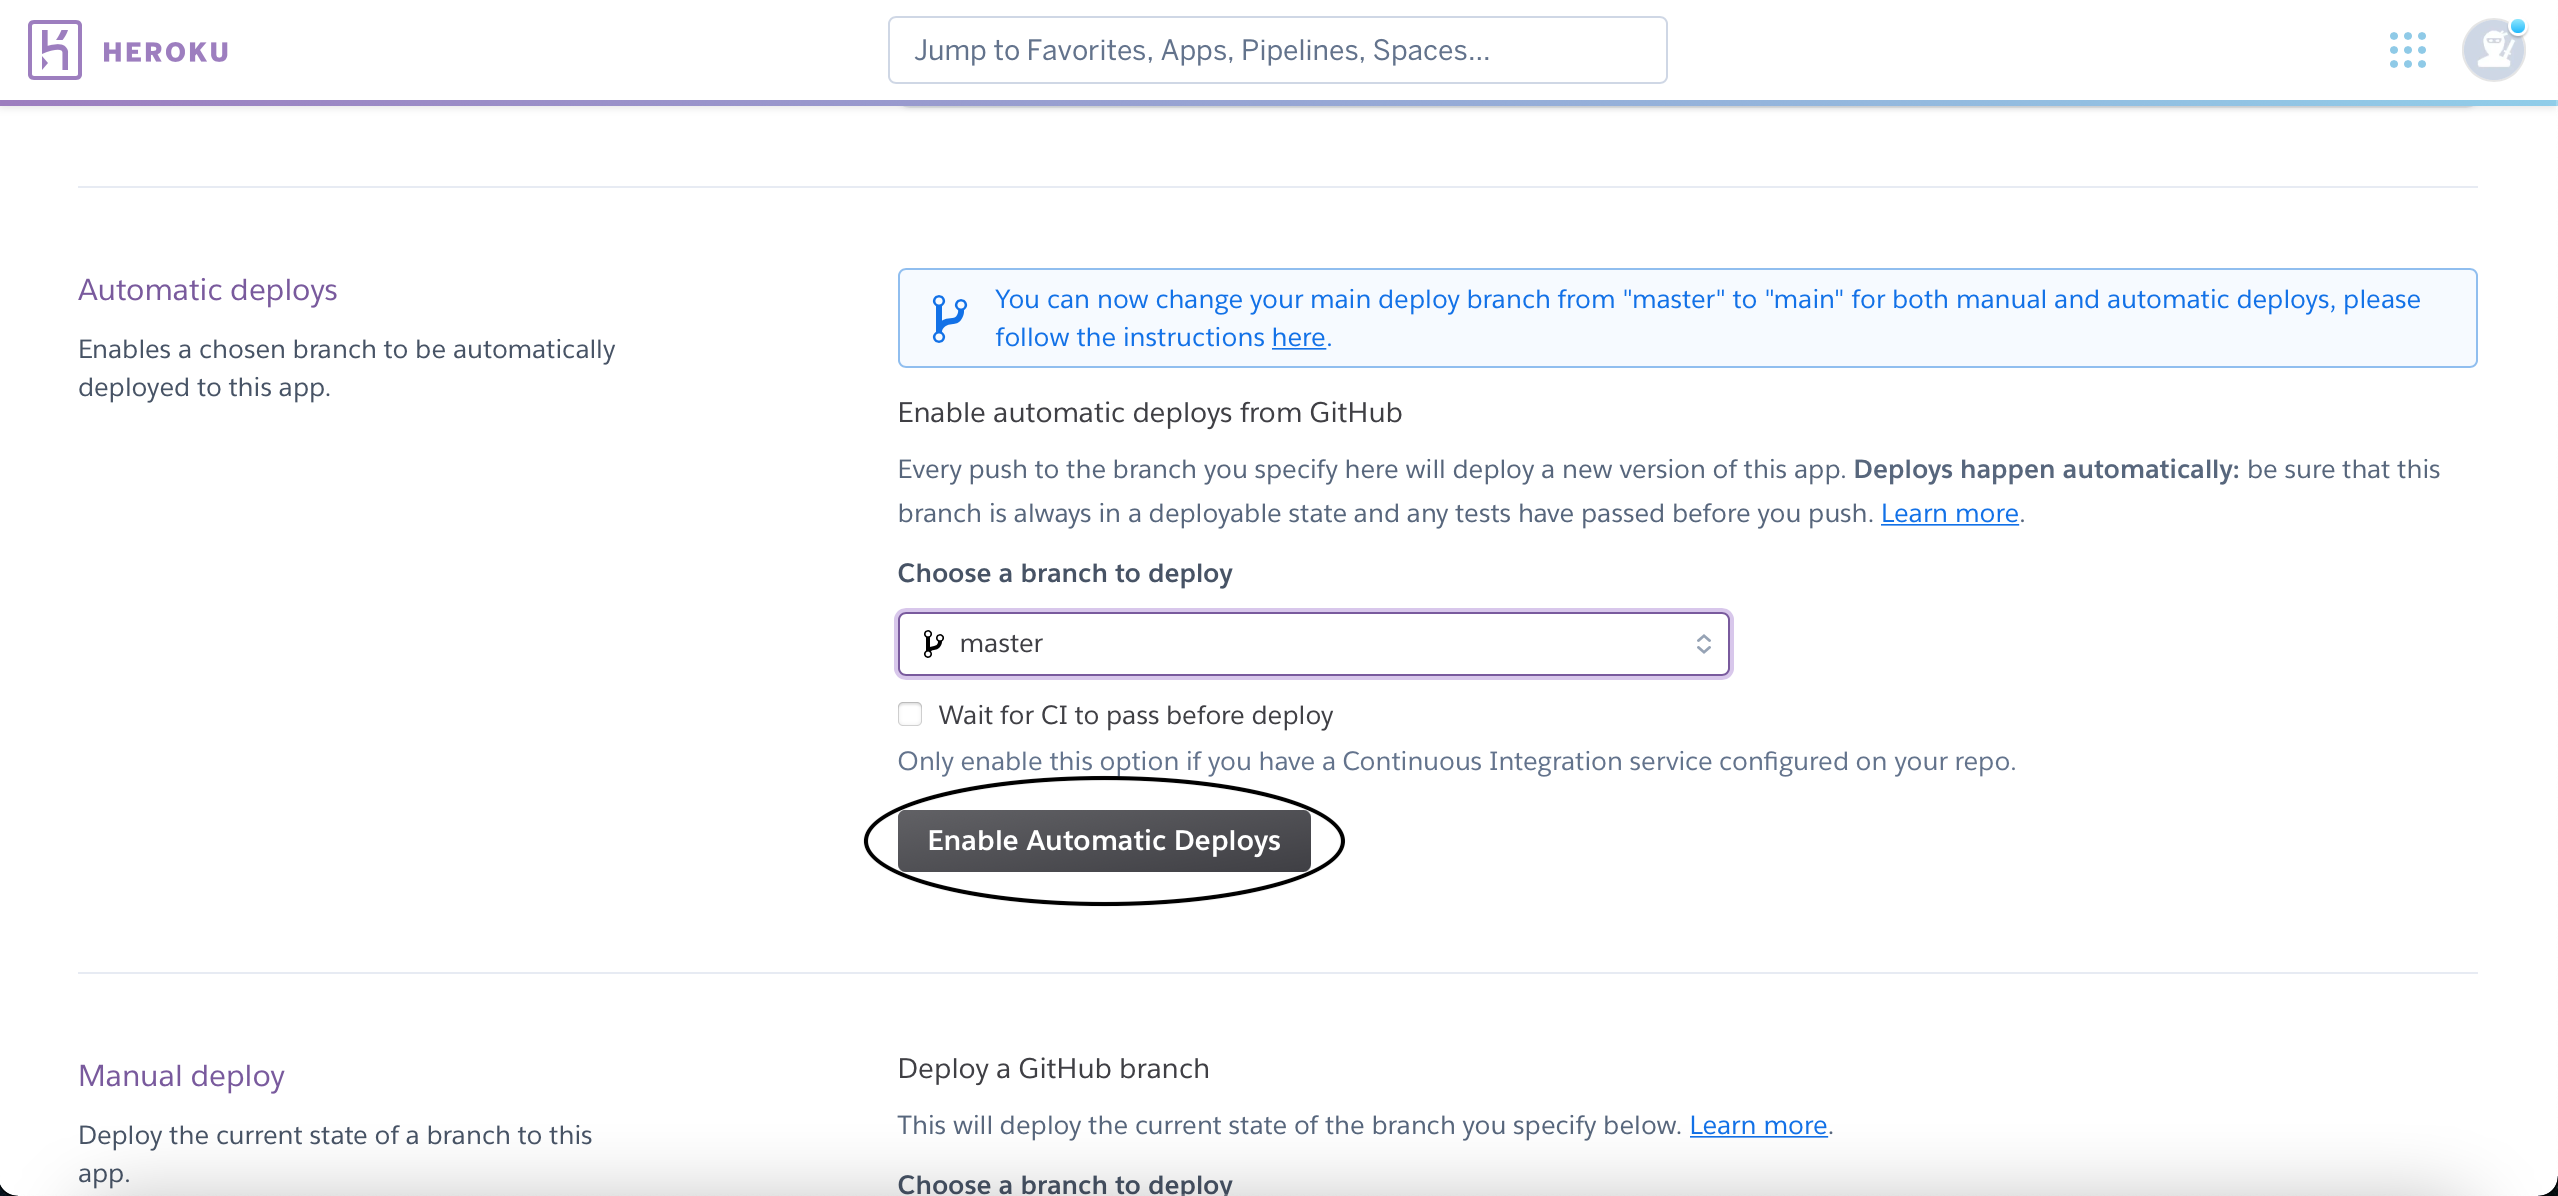 HEROKU
Jump to Favorites, Apps, Pipelines, Spaces...
Automatic deploys
Enables a chosen branch to be automatically
deployed to this app.
You can now change your main deploy branch from "master" to "main" for both manual and automatic deploys, please
follow the instructions here.
Enable automatic deploys from GitHub
Every push to the branch you specify here will deploy a new version of this app. Deploys happen automatically: be sure that this
branch is always in a deployable state and any tests have passed before you push. Learn more.
Choose a branch to deploy
master
Wait for CI to pass before deploy
Only enable this option if you have a Continuous Integration service configured on your repo.
Enable Automatic Deploys
Manual deploy
Deploy the current state of a branch to this
app.
Deploy a GitHub branch
This will deploy the current state of the branch you specify below. Learn more.
Choose a branch to deploy